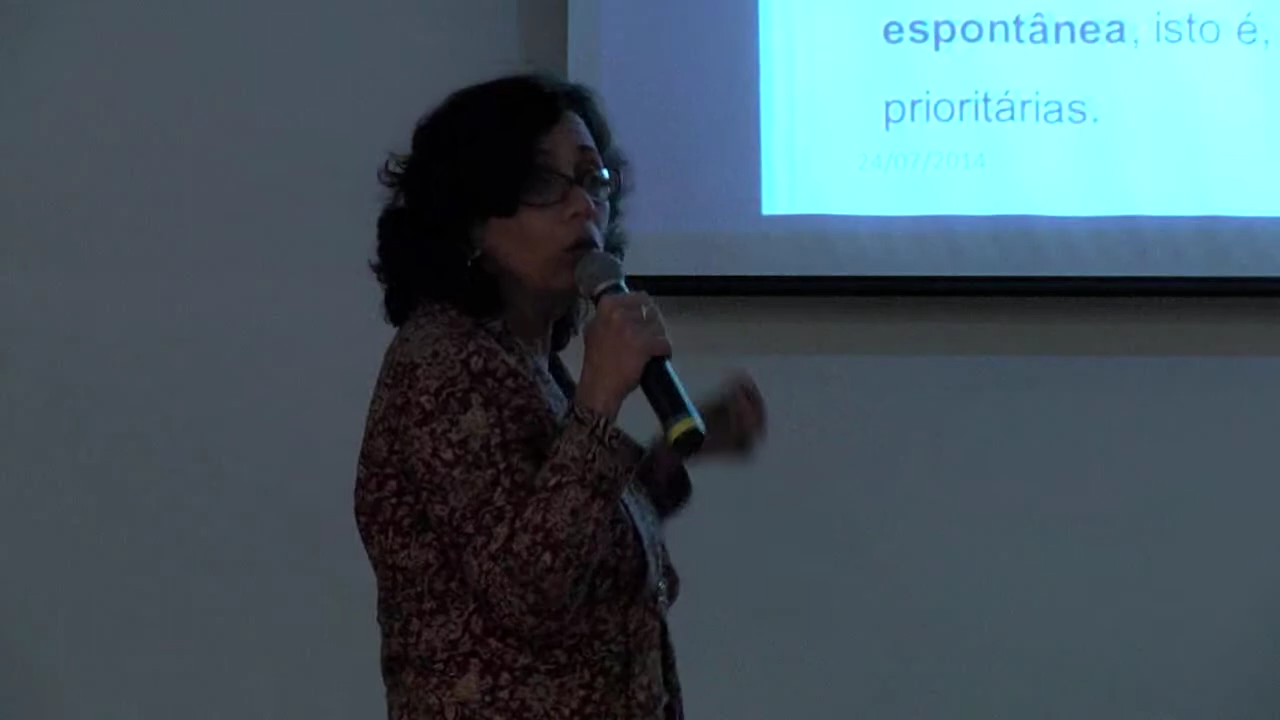 espontânea, isto é,
prioritárias.
24/07/2014